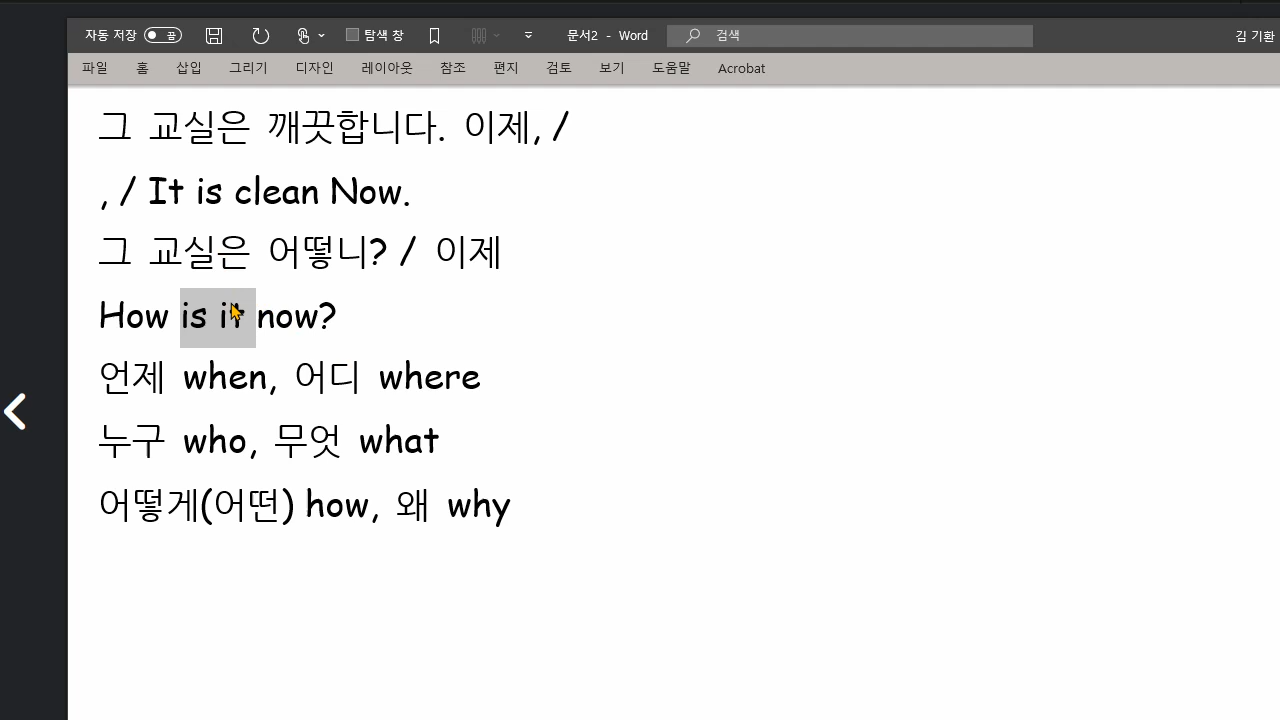 자동 저장 끔 탐색 창 문서2 - Word 검색 김 기환
파일 홈 삽입 그리기 디자인 레이아웃 참조 편지 검토 보기 도움말 Acrobat
그 교실은 깨끗합니다. 이제, /
, / It is clean Now.
그 교실은 어떻니? / 이제
How is it now?
언제 when, 어디 where
누구 who, 무엇 what
어떻게(어떤) how, 왜 why